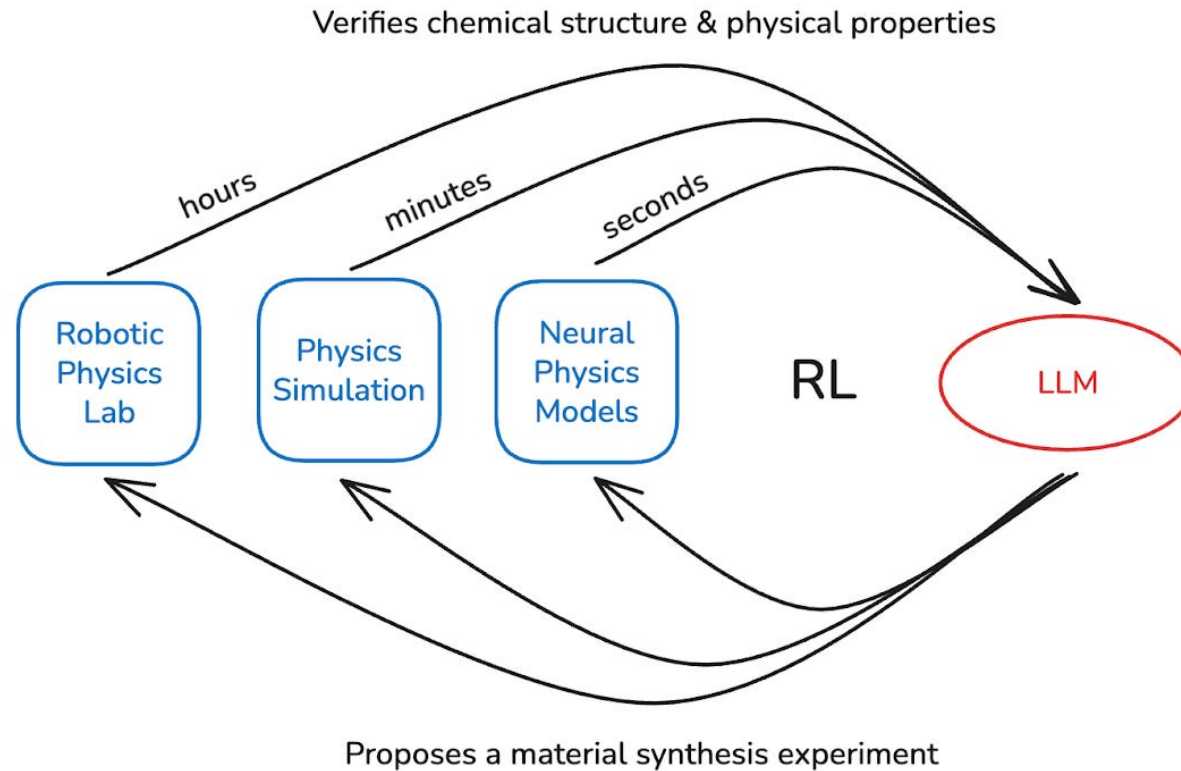 Verifies chemical structure & physical properties
hours
minutes
seconds
Robotic
Physics
Lab
Physics
Simulation
Neural
Physics
Models
RL
LLM
Proposes a material synthesis experiment